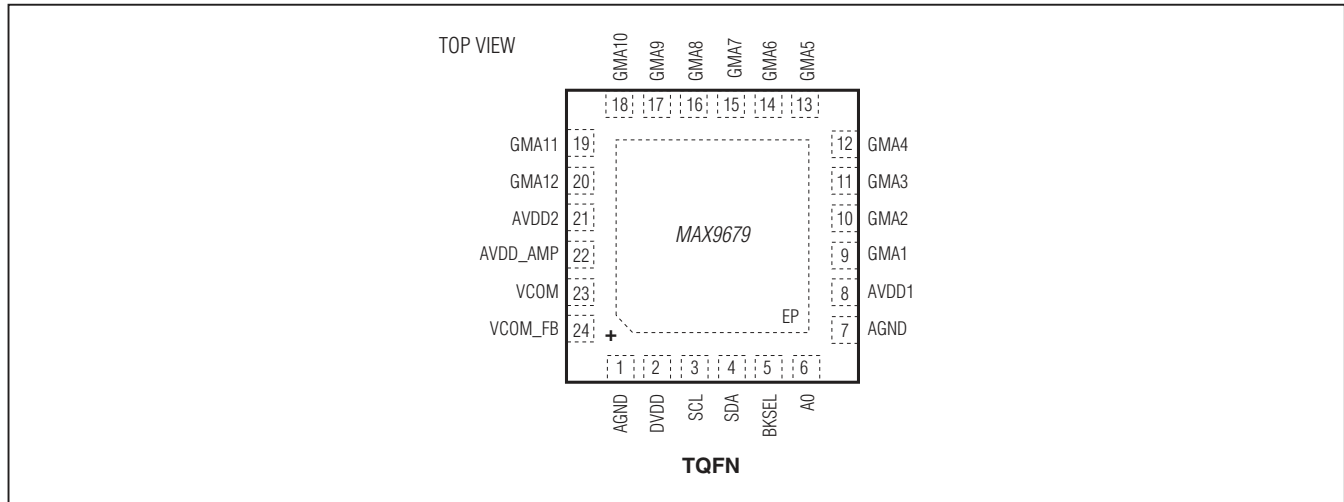 TOP VIEW
GMA10 GMA9 GMA8 GMA7 GMA6 GMA5
18 17 16 15 14 13
GMA11 19 12 GMA4
GMA12 20 11 GMA3
AVDD2 21 10 GMA2
MAX9679
AVDD_AMP 22 9 GMA1
VCOM 23 8 AVDD1
EP
VCOM_FB 24 + 7 AGND
1 2 3 4 5 6
AGND DVDD SCL SDA BKSEL A0
TQFN